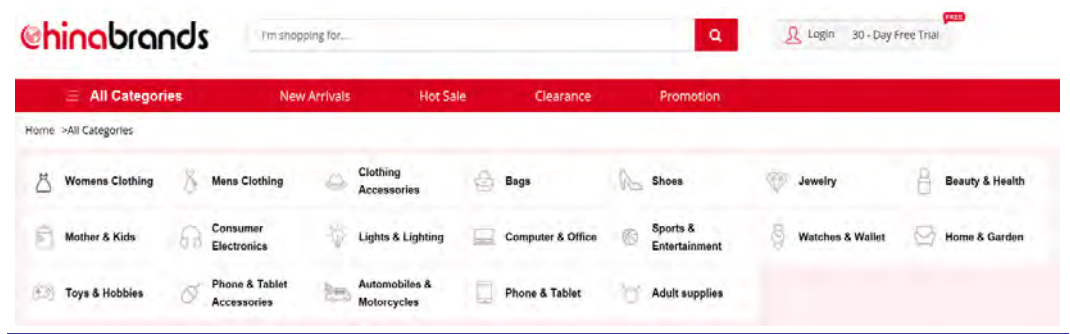 Chinabrands
I'm shopping for...
Login 30 - Day Free Trial
FREE
All Categories New Arrivals Hot Sale Clearance Promotion
Home >All Categories
Womens Clothing
Mens Clothing
Clothing
Accessories
Bags
Shoes
Jewelry
Beauty & Health
Mother & Kids
Consumer
Electronics
Lights & Lighting
Computer & Office
Sports &
Entertainment
Watches & Wallet
Home & Garden
Toys & Hobbies
Phone & Tablet
Accessories
Automobiles &
Motorcycles
Phone & Tablet
Adult supplies